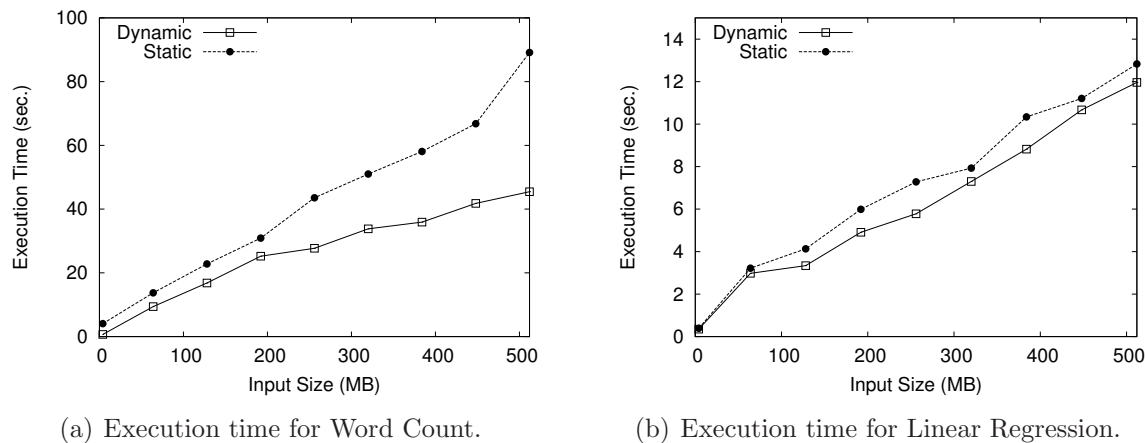 100
80
60
40
20
0
0 100 200 300 400 500
Execution Time (sec.)
Input Size (MB)
Dynamic
Static
(a) Execution time for Word Count.
14
12
10
8
6
4
2
0
0 100 200 300 400 500
Execution Time (sec.)
Input Size (MB)
Dynamic
Static
(b) Execution time for Linear Regression.